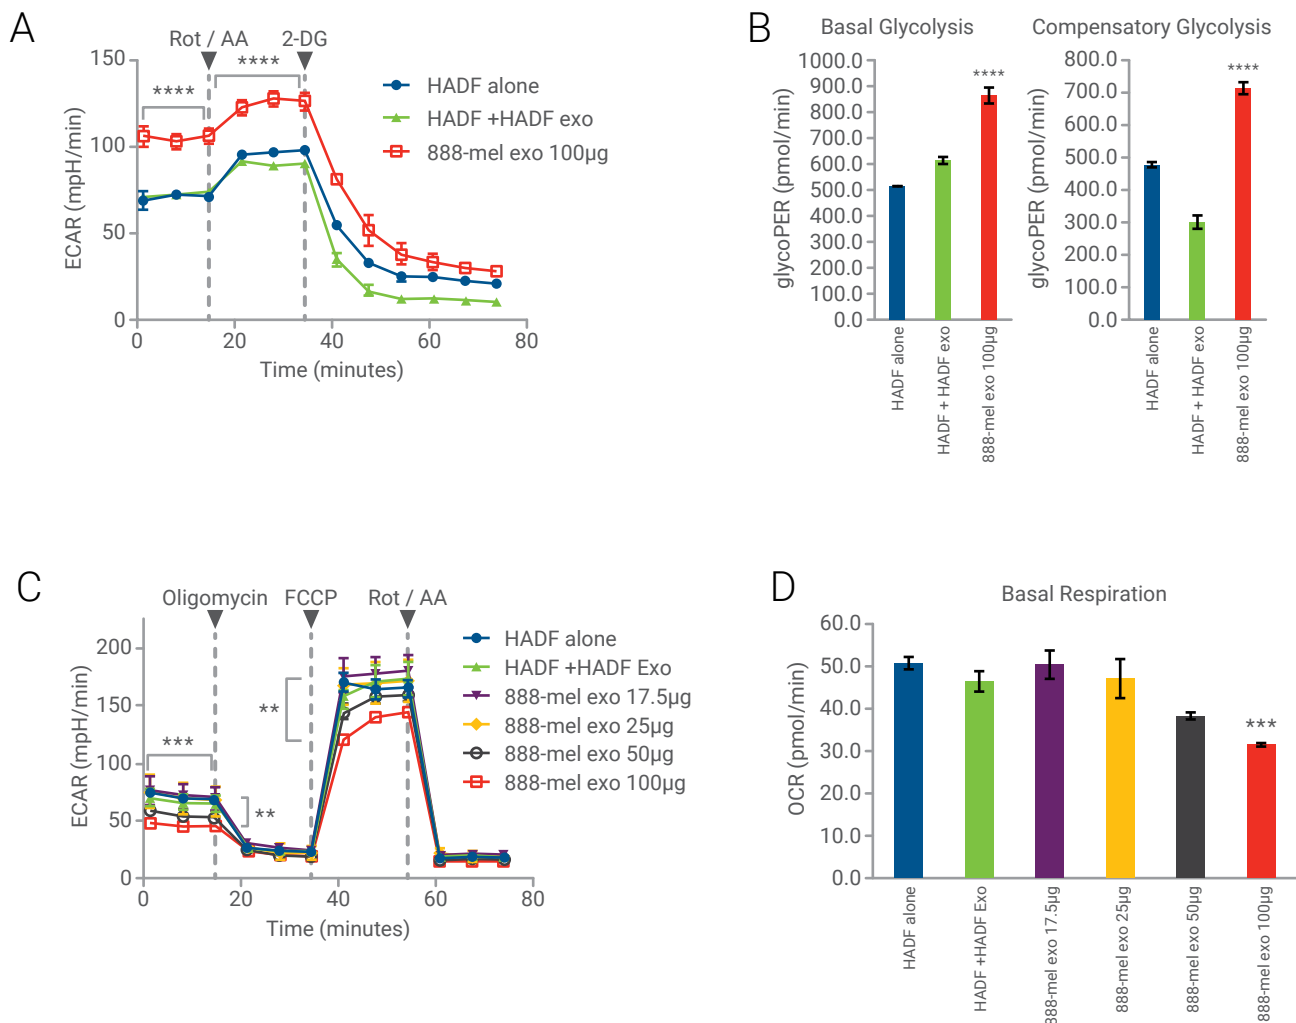 A
Rot / AA
2-DG
150
100
50
0
ECAR (mpH/min)
****
****
HADF alone
HADF +HADF exo
888-mel exo 100µg
0
20
40
60
80
Time (minutes)
B
Basal Glycolysis
glycoPER (pmol/min)
1000.0
900.0
800.0
700.0
600.0
500.0
400.0
300.0
200.0
100.0
0.0
****
HADF alone
HADF + HADF exo
888-mel exo 100µg
Compensatory Glycolysis
glycoPER (pmol/min)
800.0
700.0
600.0
500.0
400.0
300.0
200.0
100.0
0.0
****
HADF alone
HADF + HADF exo
888-mel exo 100µg
C
Oligomycin
FCCP
Rot / AA
200
150
100
50
0
ECAR (mpH/min)
***
**
**
HADF alone
HADF +HADF Exo
888-mel exo 17.5µg
888-mel exo 25µg
888-mel exo 50µg
888-mel exo 100µg
0
20
40
60
80
Time (minutes)
D
Basal Respiration
OCR (pmol/min)
60.0
50.0
40.0
30.0
20.0
10.0
0.0
***
HADF alone
HADF +HADF Exo
888-mel exo 17.5µg
888-mel exo 25µg
888-mel exo 50µg
888-mel exo 100µg